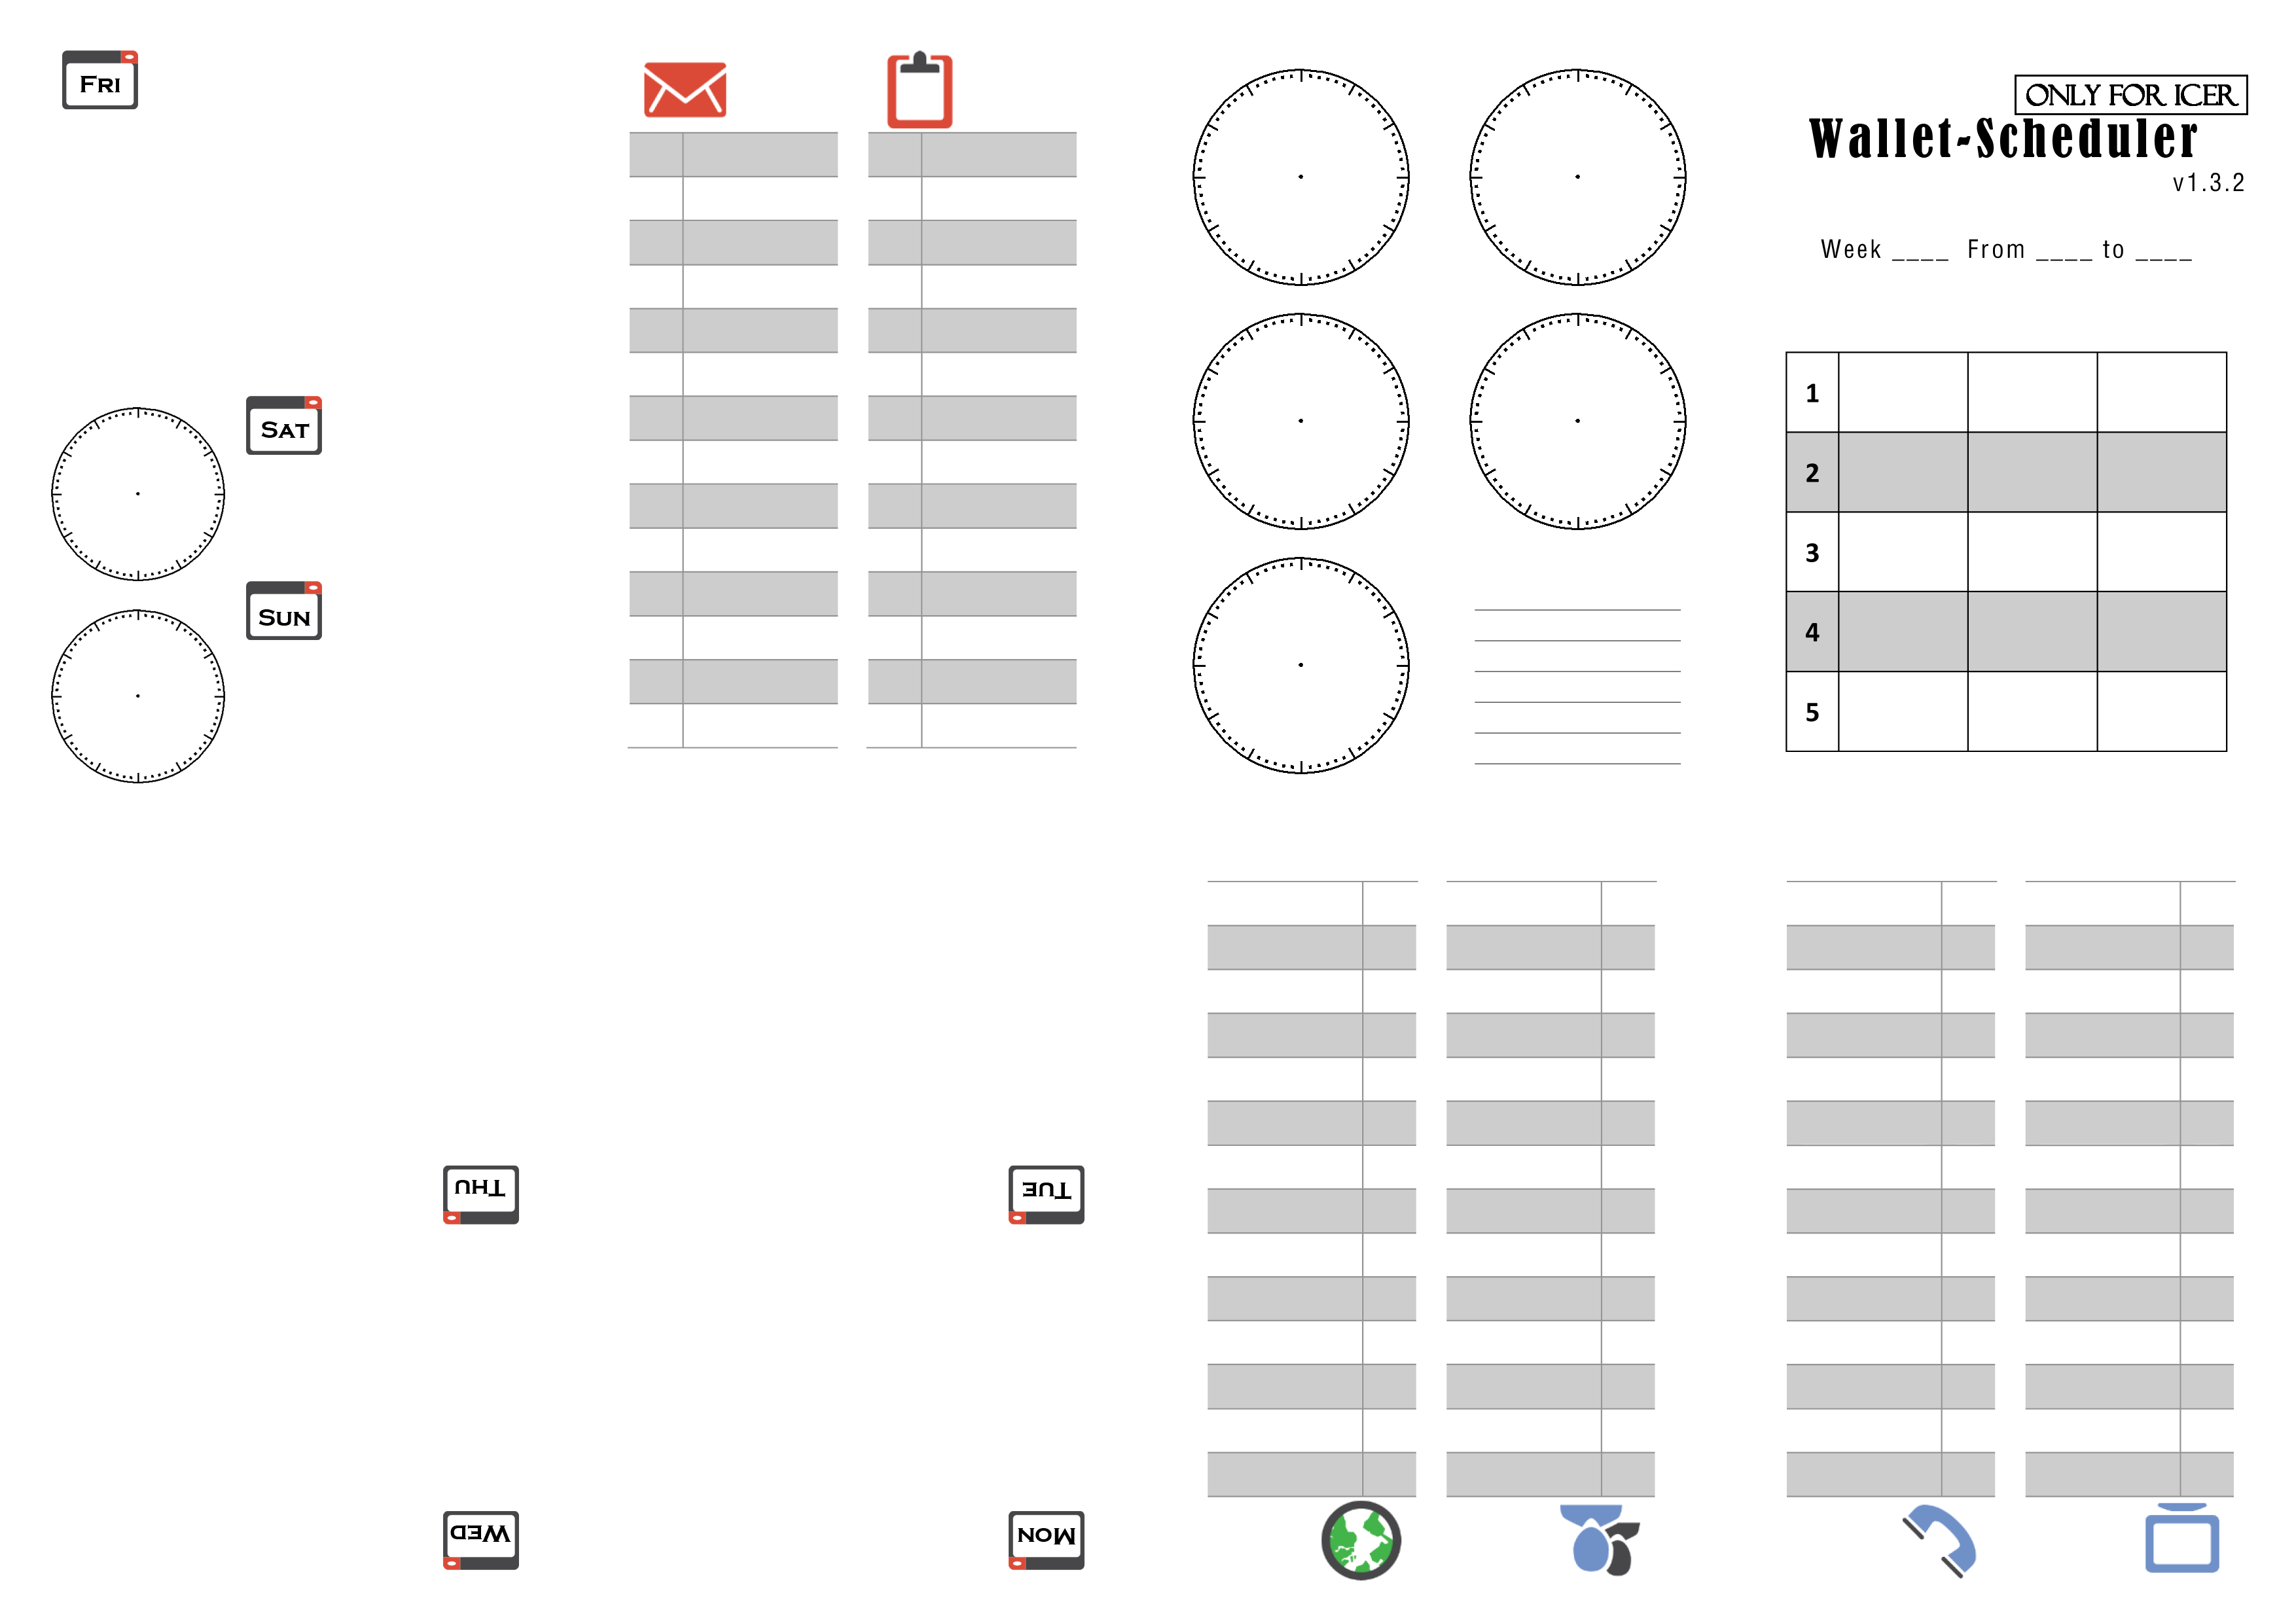 FRI
SAT
SUN
ONLY FOR ICER
Wallet-Scheduler
v1.3.2
Week ____ From ____ to ____
1
2
3
4
5
THU
TUE
WED
MON